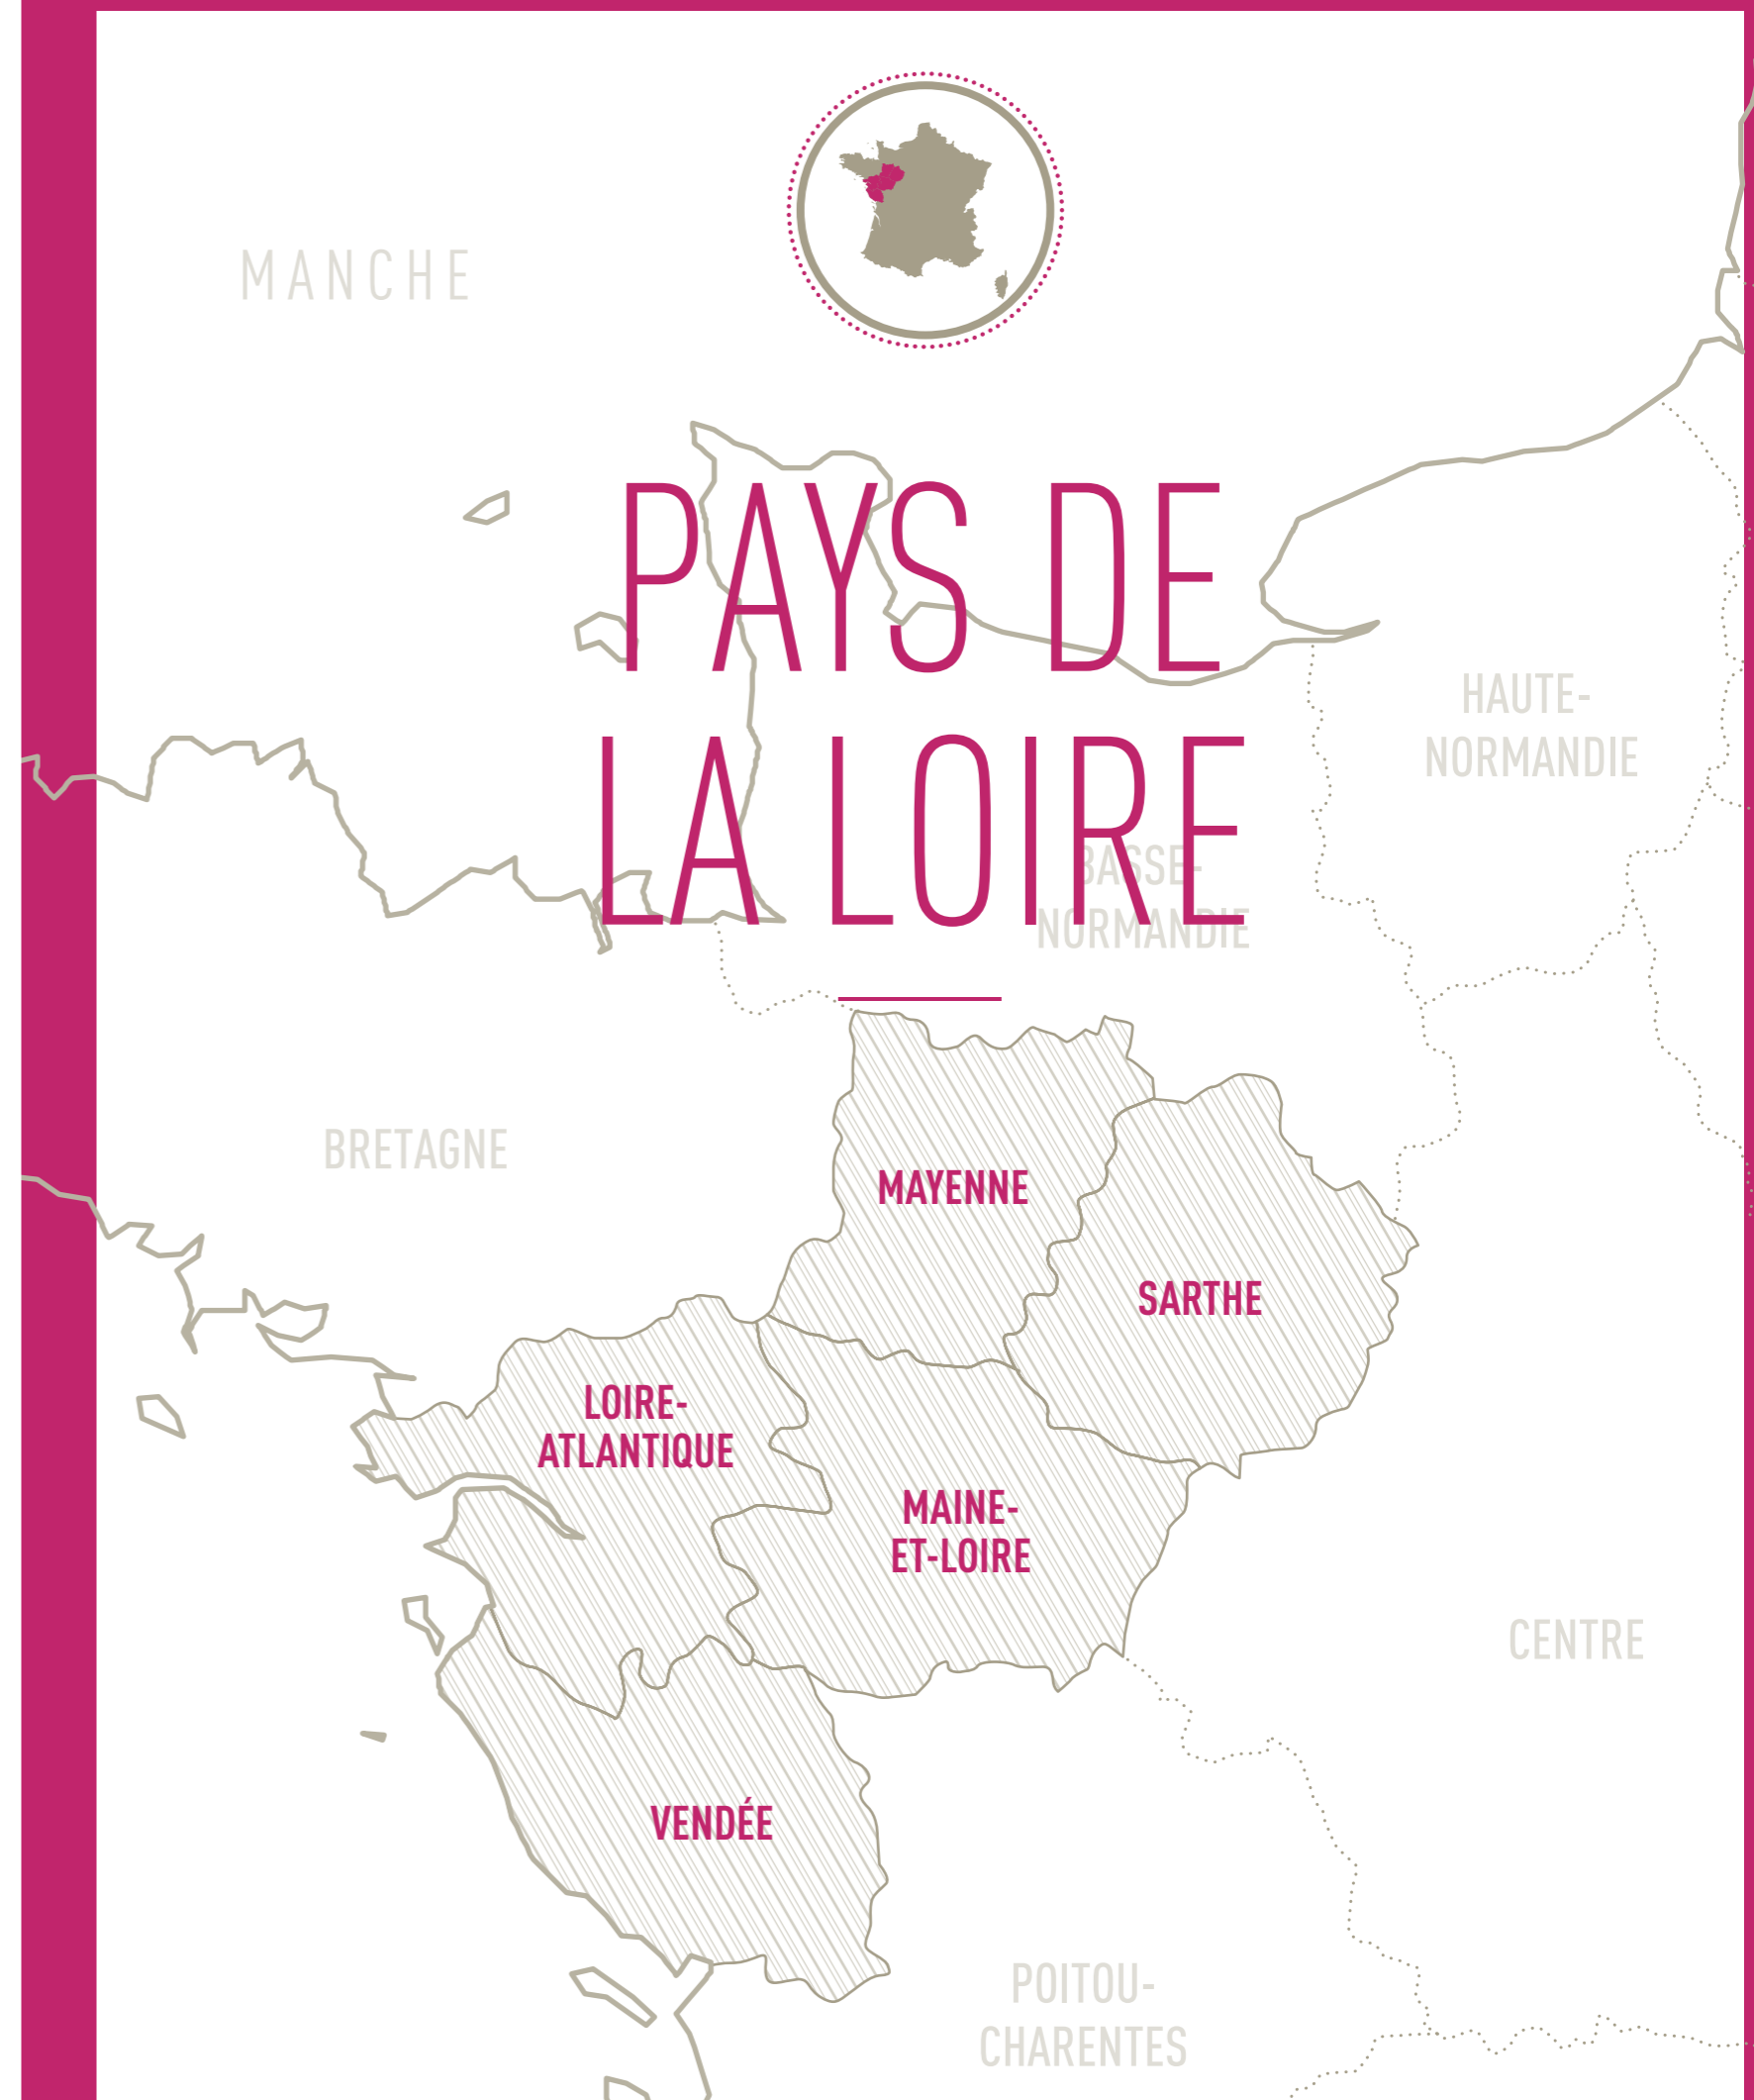 MANCHE
PAYS DE
LA LOIRE
HAUTE-
NORMANDIE
BASSE-
NORMANDIE
BRETAGNE
MAYENNE
SARTHE
LOIRE-
ATLANTIQUE
MAINE-
ET-LOIRE
CENTRE
VENDÉE
POITOU-
CHARENTES